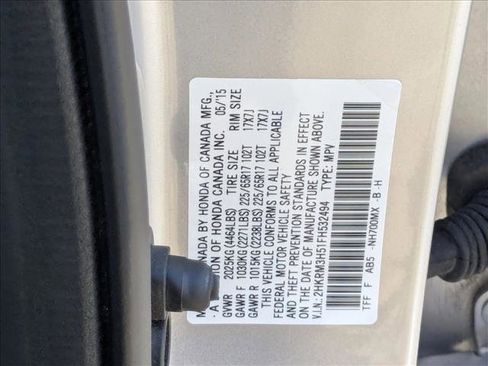 CANADA BY HONDA OF CANADA MFG.,
- A DIVISION OF HONDA CANADA INC. 05/15
GVWR 2025KG (4464LBS) TIRE SIZE RIM SIZE
GAWR F 1030KG (2271LBS) 225/65R17 102T 17X7J
GAWR R 1015KG (2238LBS) 225/65R17 102T 17X7J
THIS VEHICLE CONFORMS TO ALL APPLICABLE
FEDERAL MOTOR VEHICLE SAFETY
AND THEFT PREVENTION STANDARDS IN EFFECT
ON THE DATE OF MANUFACTURE SHOWN ABOVE.
V.I.N.:2HKRM3H51FH532494 TYPE: MPV
TFF F AB5 -NH700MX -B -H